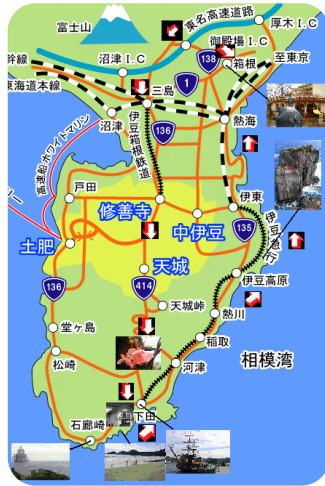 富士山
東名高速道路
厚木I.C
御殿場I.C
沼津I.C
138
箱根
至東京
幹線
東海道本線
1
三島
沼津
136
熱海
伊豆箱根鉄道
高速船ホワイトマリン
リー
戸田
修善寺
伊東
中伊豆
土肥
135
伊豆急行
天城
伊豆高原
136
414
天城峠
熱川
堂ヶ島
稲取
松崎
河津
相模湾
下田
石廊崎